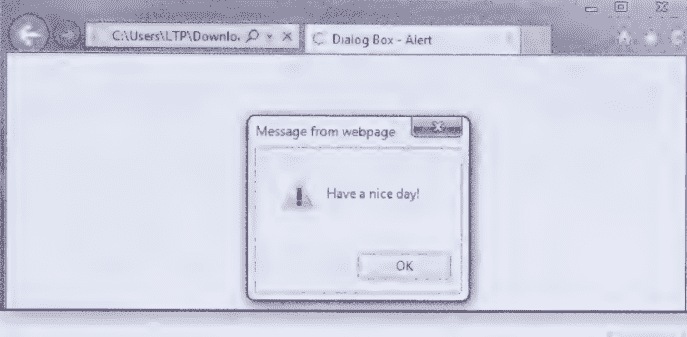 C:\Users\LTP\Downlo
Dialog Box - Alert
Message from webpage
Have a nice day!
OK